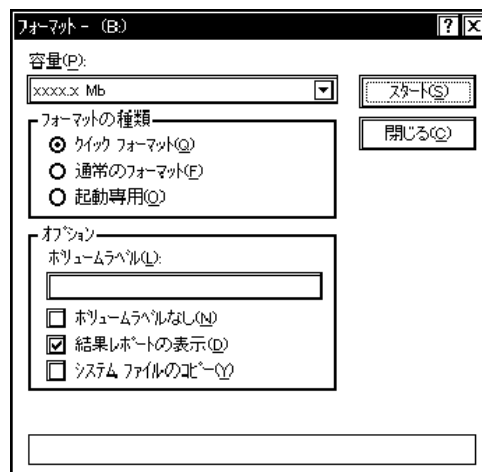 ﾌｫｰﾏｯﾄ - (B:)
容量(P):
xxxx.x Mb
ｽﾀｰﾄ(S)
閉じる(C)
ﾌｫｰﾏｯﾄの種類
ｸｲｯｸ ﾌｫｰﾏｯﾄ(Q)
通常のﾌｫｰﾏｯﾄ(F)
起動専用(O)
ｵﾌﾟｼｮﾝ
ﾎﾞﾘｭｰﾑﾗﾍﾞﾙ(L):
ﾎﾞﾘｭｰﾑﾗﾍﾞﾙなし(N)
結果ﾚﾎﾟｰﾄの表示(D)
ｼｽﾃﾑ ﾌｧｲﾙのｺﾋﾟｰ(Y)